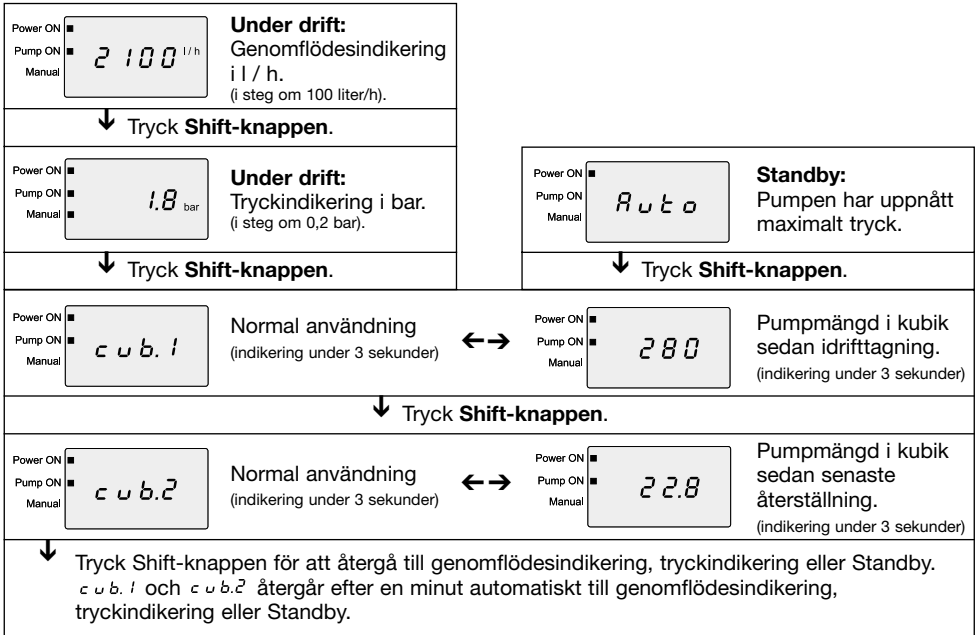 Power ON
Pump ON
Manual
2100 l/h
Under drift:
Genomflödesindikering
i l / h.
(i steg om 100 liter/h).
Tryck Shift-knappen.
Power ON
Pump ON
Manual
1.8 bar
Under drift:
Tryckindikering i bar.
(i steg om 0,2 bar).
Power ON
Pump ON
Manual
Auto
Standby:
Pumpen har uppnått
maximalt tryck.
Tryck Shift-knappen.
Tryck Shift-knappen.
Power ON
Pump ON
Manual
cub.1
Normal användning
(indikering under 3 sekunder)
Power ON
Pump ON
Manual
280
Pumpmängd i kubik
sedan idrifttagning.
(indikering under 3 sekunder)
Tryck Shift-knappen.
Power ON
Pump ON
Manual
cub.2
Normal användning
(indikering under 3 sekunder)
Power ON
Pump ON
Manual
22.8
Pumpmängd i kubik
sedan senaste
återställning.
(indikering under 3 sekunder)
Tryck Shift-knappen för att återgå till genomflödesindikering, tryckindikering eller Standby.
cub.1 och cub.2 återgår efter en minut automatiskt till genomflödesindikering,
tryckindikering eller Standby.